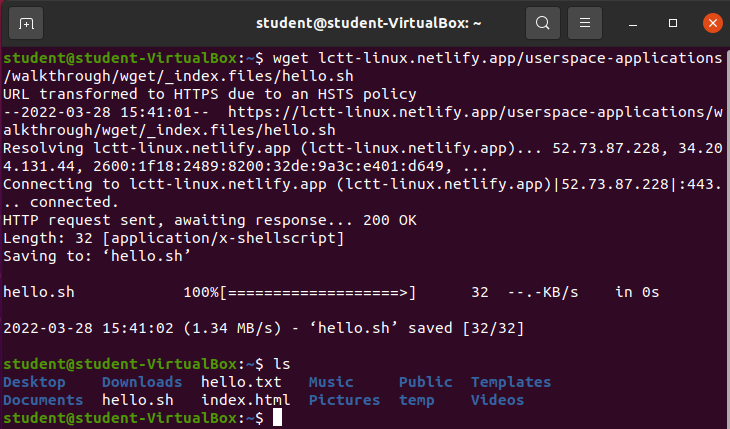 student@student-VirtualBox: ~
student@student-VirtualBox:~$ wget lctt-linux.netlify.app/userspace-applications
/walkthrough/wget/_index.files/hello.sh
URL transformed to HTTPS due to an HSTS policy
--2022-03-28 15:41:01--  https://lctt-linux.netlify.app/userspace-applications/w
alkthrough/wget/_index.files/hello.sh
Resolving lctt-linux.netlify.app (lctt-linux.netlify.app)... 52.73.87.228, 34.20
4.131.44, 2600:1f18:2489:8200:32de:9a3c:e401:d649, ...
Connecting to lctt-linux.netlify.app (lctt-linux.netlify.app)|52.73.87.228|:443.
.. connected.
HTTP request sent, awaiting response... 200 OK
Length: 32 [application/x-shellscript]
Saving to: ‘hello.sh’
hello.sh            100%[===================>]      32  --.-KB/s    in 0s
2022-03-28 15:41:02 (1.34 MB/s) - ‘hello.sh’ saved [32/32]
student@student-VirtualBox:~$ ls
Desktop    Downloads  hello.txt   Music     Public  Templates
Documents  hello.sh   index.html  Pictures  temp    Videos
student@student-VirtualBox:~$